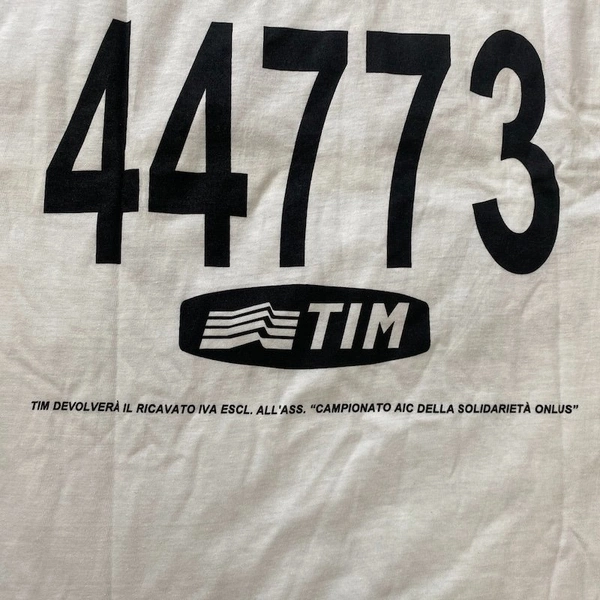 44773
TIM
TIM DEVOLVERÀ IL RICAVATO IVA ESCL. ALL'ASS. “CAMPIONATO AIC DELLA SOLIDARIETÀ ONLUS”